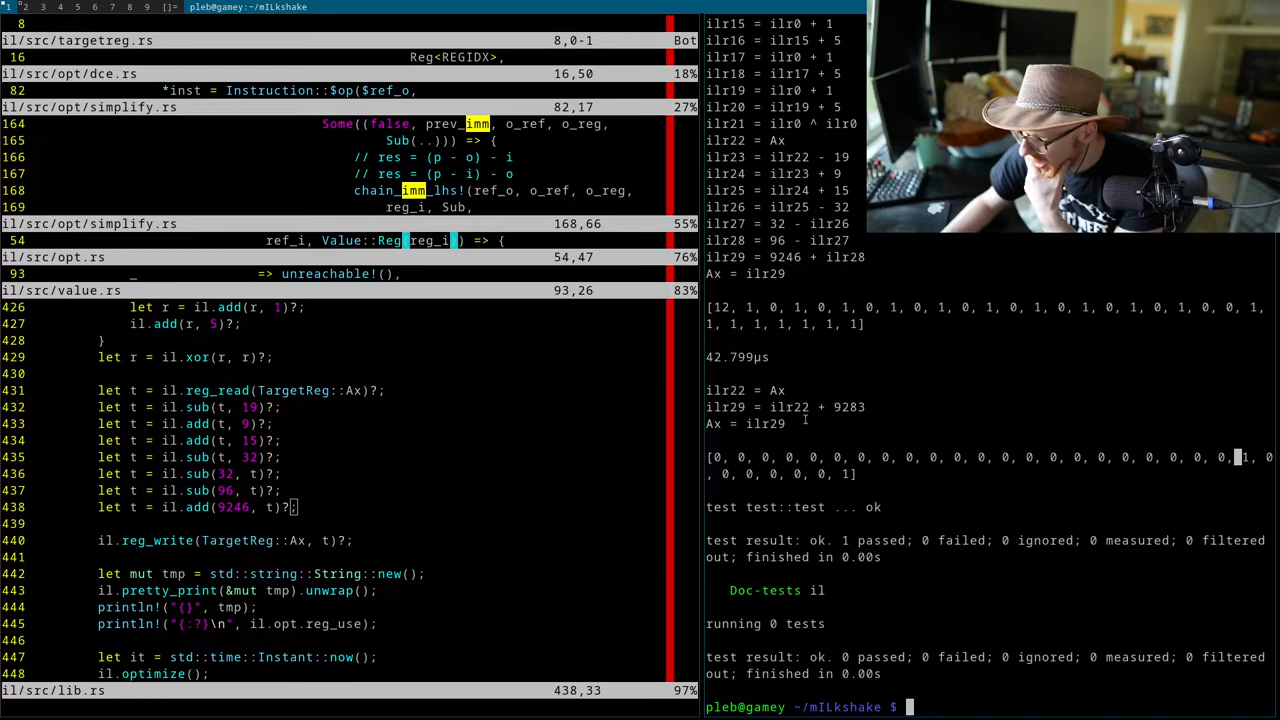 1 2 3 4 5 6 7 8 9 []= pleb@gamey:~/mILkshake
8
il/src/targetreg.rs 8,0-1 Bot
16 Reg<REGIDX>,
il/src/opt/dce.rs 16,50 18%
82 *inst = Instruction::$op($ref_o,
il/src/opt/simplify.rs 82,17 27%
164 Some((false, prev_imm, o_ref, o_reg,
165 Sub(..))) => {
166 // res = (p - o) - i
167 // res = (p - i) - o
168 chain_imm_lhs!(ref_o, o_ref, o_reg,
169 reg_i, Sub,
il/src/opt/simplify.rs 168,66 55%
54 ref_i, Value::Reg(reg_i)) => {
il/src/opt.rs 54,47 76%
93 _ => unreachable!(),
il/src/value.rs 93,26 83%
426 let r = il.add(r, 1)?;
427 il.add(r, 5)?;
428 }
429 let r = il.xor(r, r)?;
430
431 let t = il.reg_read(TargetReg::Ax)?;
432 let t = il.sub(t, 19)?;
433 let t = il.add(t, 9)?;
434 let t = il.add(t, 15)?;
435 let t = il.sub(t, 32)?;
436 let t = il.sub(32, t)?;
437 let t = il.sub(96, t)?;
438 let t = il.add(9246, t)?;
439
440 il.reg_write(TargetReg::Ax, t)?;
441
442 let mut tmp = std::string::String::new();
443 il.pretty_print(&mut tmp).unwrap();
444 println!("{}", tmp);
445 println!("{:?}\n", il.opt.reg_use);
446
447 let it = std::time::Instant::now();
448 il.optimize();
il/src/lib.rs 438,33 97%
ilr15 = ilr0 + 1
ilr16 = ilr15 + 5
ilr17 = ilr0 + 1
ilr18 = ilr17 + 5
ilr19 = ilr0 + 1
ilr20 = ilr19 + 5
ilr21 = ilr0 ^ ilr0
ilr22 = Ax
ilr23 = ilr22 - 19
ilr24 = ilr23 + 9
ilr25 = ilr24 + 15
ilr26 = ilr25 - 32
ilr27 = 32 - ilr26
ilr28 = 96 - ilr27
ilr29 = 9246 + ilr28
Ax = ilr29
[12, 1, 0, 1, 0, 1, 0, 1, 0, 1, 0, 1, 0, 1, 0, 1, 0, 1, 0, 1, 0, 0, 1,
1, 1, 1, 1, 1, 1, 1]
42.799µs
ilr22 = Ax
ilr29 = ilr22 + 9283
Ax = ilr29
[0, 0, 0, 0, 0, 0, 0, 0, 0, 0, 0, 0, 0, 0, 0, 0, 0, 0, 0, 0, 0, 0, 1, 0
, 0, 0, 0, 0, 0, 1]
test test::test ... ok
test result: ok. 1 passed; 0 failed; 0 ignored; 0 measured; 0 filtered
out; finished in 0.00s
Doc-tests il
running 0 tests
test result: ok. 0 passed; 0 failed; 0 ignored; 0 measured; 0 filtered
out; finished in 0.00s
pleb@gamey ~/mILkshake $